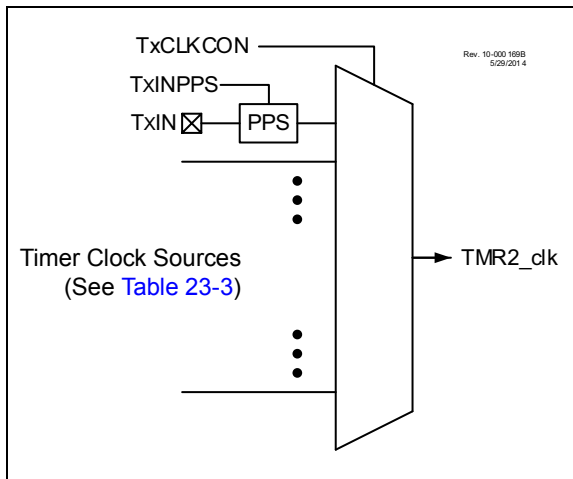 TxCLKCON
Rev. 10-000 169B
5/29/2014
TxINPPS
TxIN
PPS
Timer Clock Sources
(See Table 23-3)
TMR2_clk